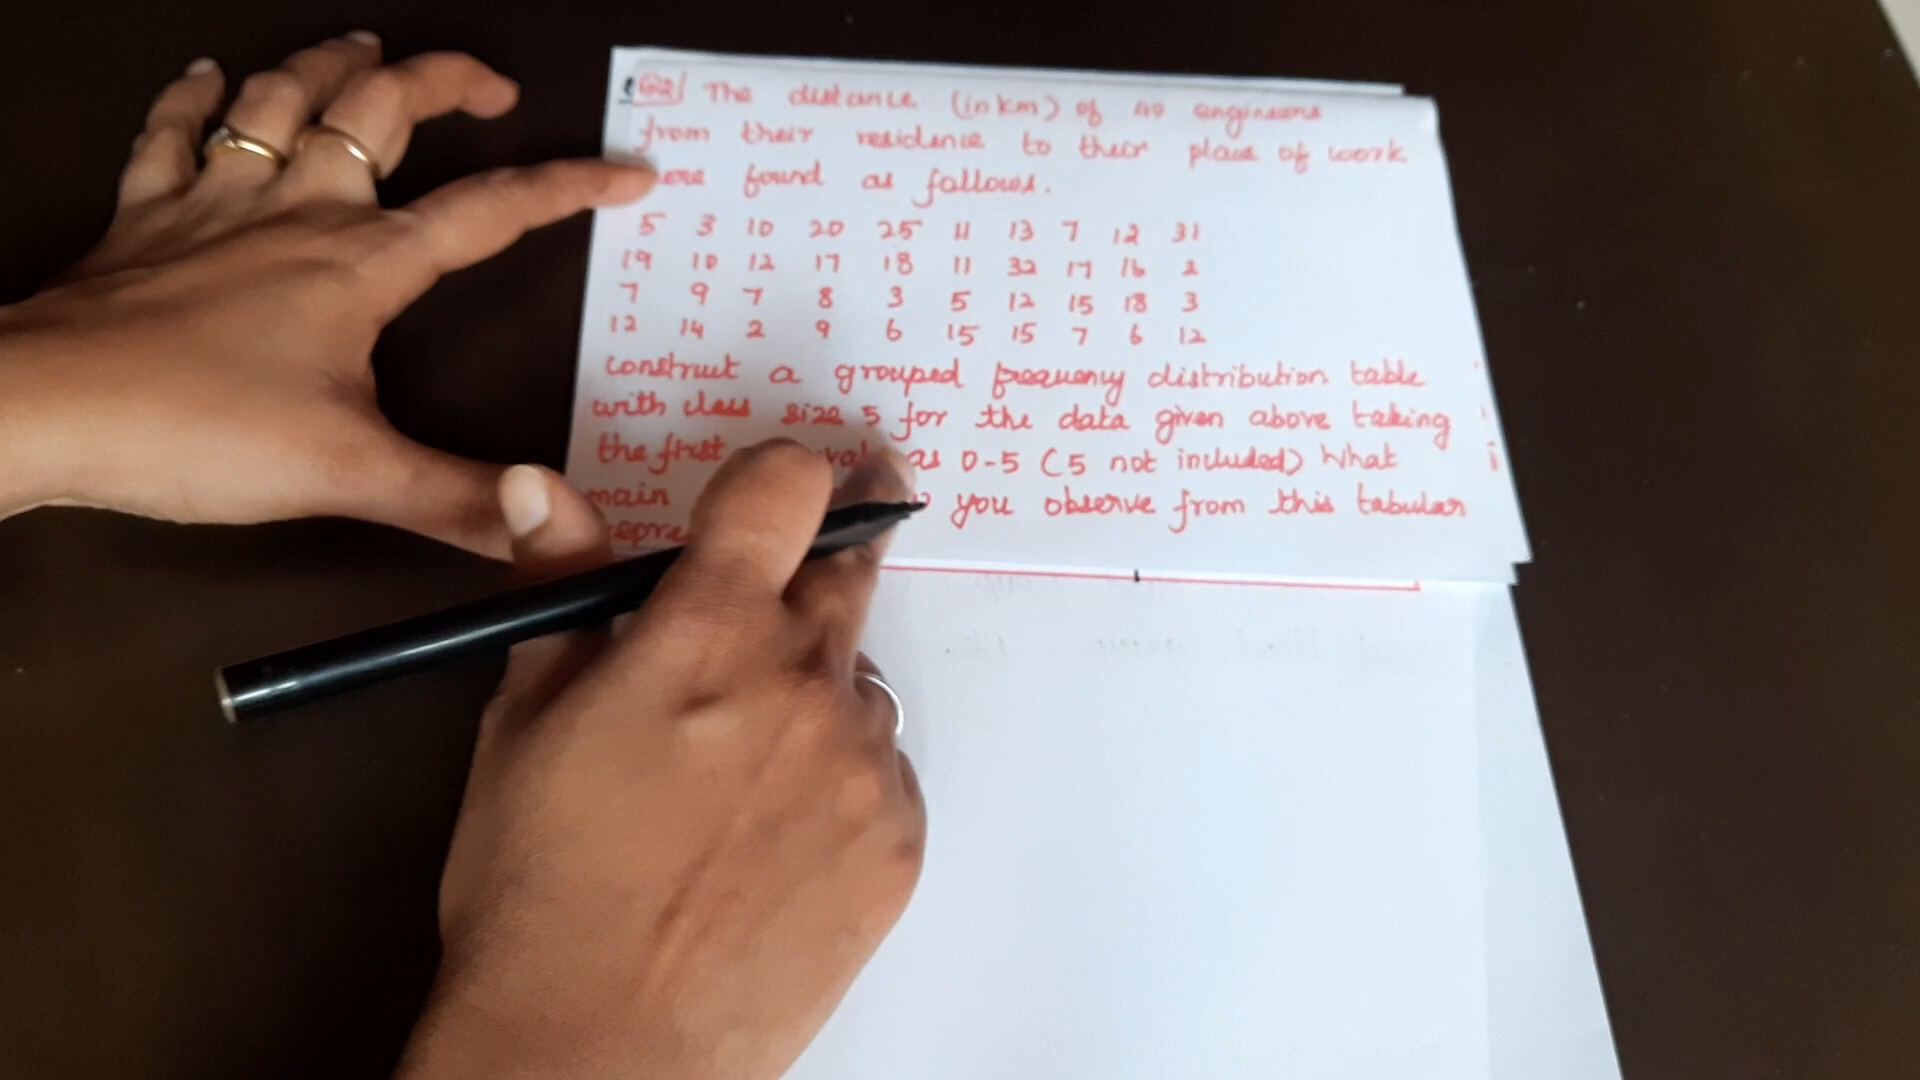 Q2/ The distance (in km) of 40 engineers
from their residence to their place of work
were found as follows.
5 3 10 20 25 11 13 7 12 31
19 10 12 17 18 11 32 17 16 2
7 9 7 8 3 5 12 15 18 3
12 14 2 9 6 15 15 7 6 12
construct a grouped frequency distribution table
with class size 5 for the data given above taking
the first val as 0-5 (5 not included) What
main you observe from this tabular